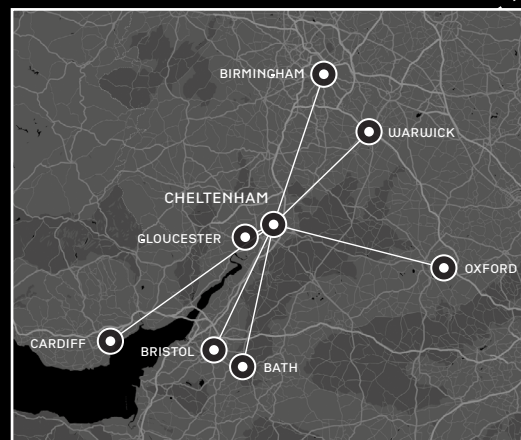 BIRMINGHAM
WARWICK
CHELTENHAM
GLOUCESTER
OXFORD
CARDIFF
BRISTOL
BATH